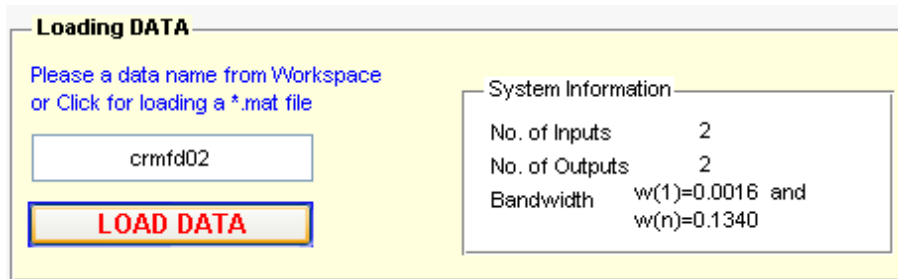 Loading DATA
Please a data name from Workspace
or Click for loading a *.mat file
crmfd02
LOAD DATA
System Information
No. of Inputs 2
No. of Outputs 2
Bandwidth w(1)=0.0016 and
w(n)=0.1340